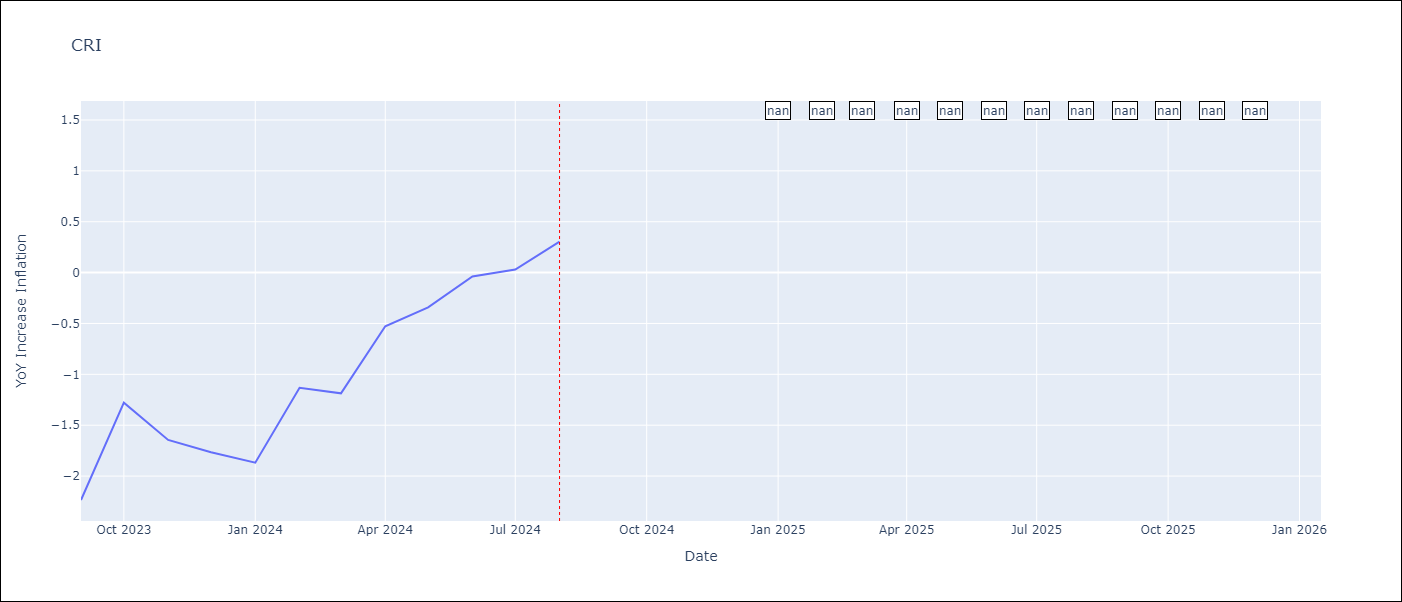 CRI
nan nan nan nan nan nan nan nan nan nan nan nan
1.5
1
0.5
0
−0.5
−1
−1.5
−2
YoY Increase Inflation
Oct 2023 Jan 2024 Apr 2024 Jul 2024 Oct 2024 Jan 2025 Apr 2025 Jul 2025 Oct 2025 Jan 2026
Date